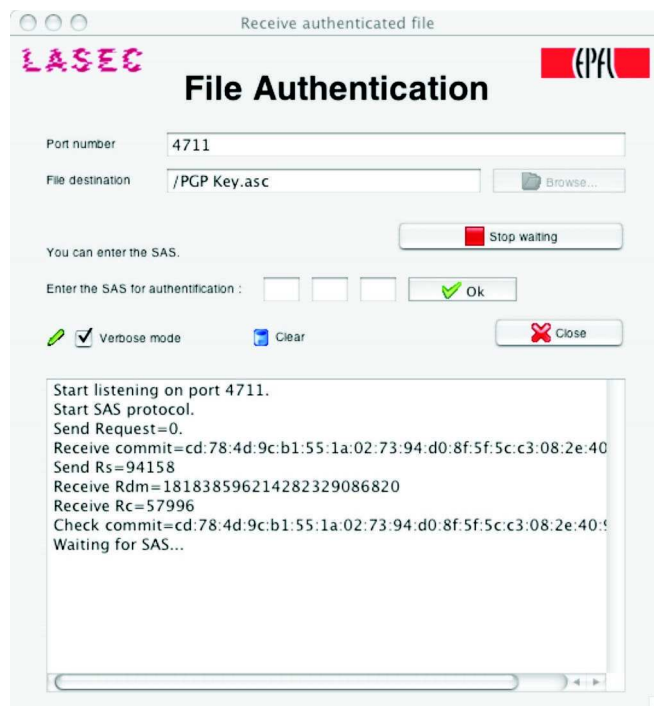 Receive authenticated file
LASEC
EPFL
File Authentication
Port number
4711
File destination
/PGP Key.asc
Browse...
Stop waiting
You can enter the SAS.
Enter the SAS for authentification :
Ok
Verbose mode
Clear
Close
Start listening on port 4711.
Start SAS protocol.
Send Request=0.
Receive commit=cd:78:4d:9c:b1:55:1a:02:73:94:d0:8f:5f:5c:c3:08:2e:40
Send Rs=94158
Receive Rdm=181838596214282329086820
Receive Rc=57996
Check commit=cd:78:4d:9c:b1:55:1a:02:73:94:d0:8f:5f:5c:c3:08:2e:40:9
Waiting for SAS...